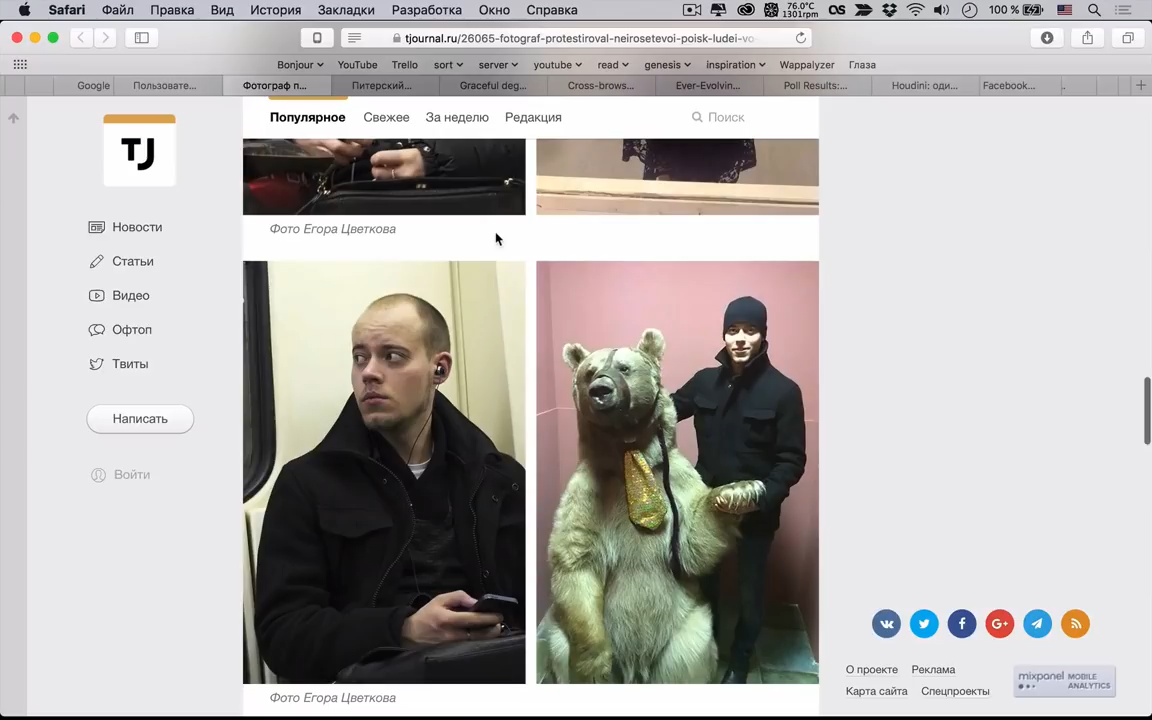 Safari Файл Правка Вид История Закладки Разработка Окно Справка 76.0°C 1301rpm 100 %
tjournal.ru/26065-fotograf-protestiroval-neirosetevoi-poisk-ludei-vo
Bonjour YouTube Trello sort server youtube read genesis inspiration Wappalyzer Глаза
Google Пользовате... Фотограф п... Питерский... Graceful deg... Cross-brows... Ever-Evolvin... Poll Results:... Houdini: оди... Facebook...
Популярное Свежее За неделю Редакция Поиск
TJ
Новости
Статьи
Видео
Офтоп
Твиты
Написать
Войти
Фото Егора Цветкова
Фото Егора Цветкова
О проекте Реклама
Карта сайта Спецпроекты
mixpanel MOBILE ANALYTICS